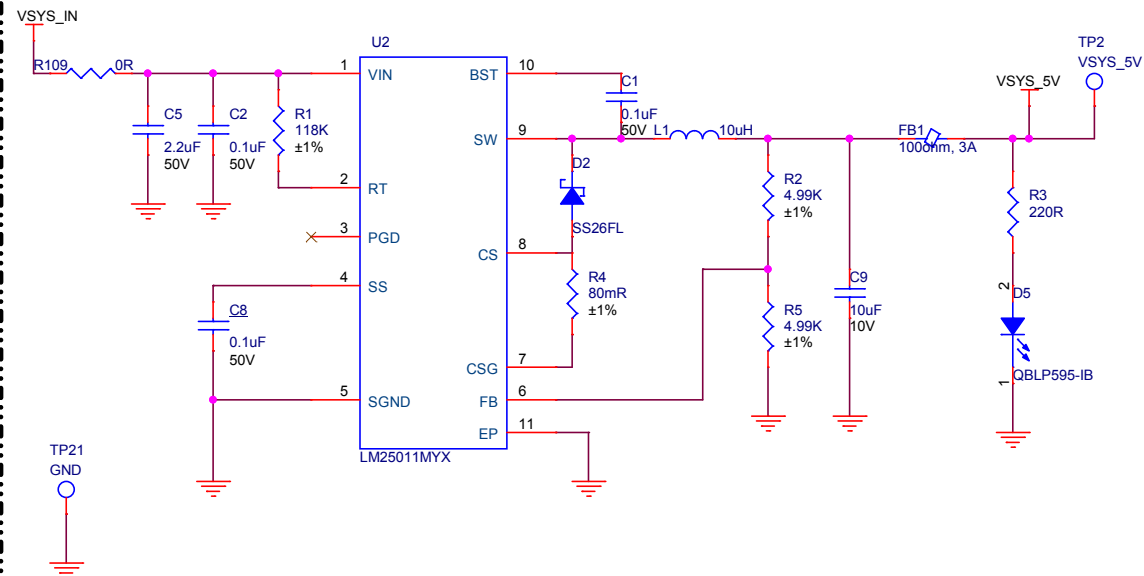 VSYS_IN
R109
0R
C5
2.2uF
50V
C2
0.1uF
50V
R1
118K
±1%
U2
1
VIN
2
RT
3
PGD
4
SS
5
SGND
10
BST
9
SW
8
CS
7
CSG
6
FB
11
EP
LM25011MYX
C8
0.1uF
50V
TP21
GND
C1
0.1uF
50V
L1
10uH
D2
SS26FL
R4
80mR
±1%
R2
4.99K
±1%
R5
4.99K
±1%
C9
10uF
10V
FB1
100ohm, 3A
VSYS_5V
TP2
VSYS_5V
R3
220R
2
D5
1
QBLP595-IB